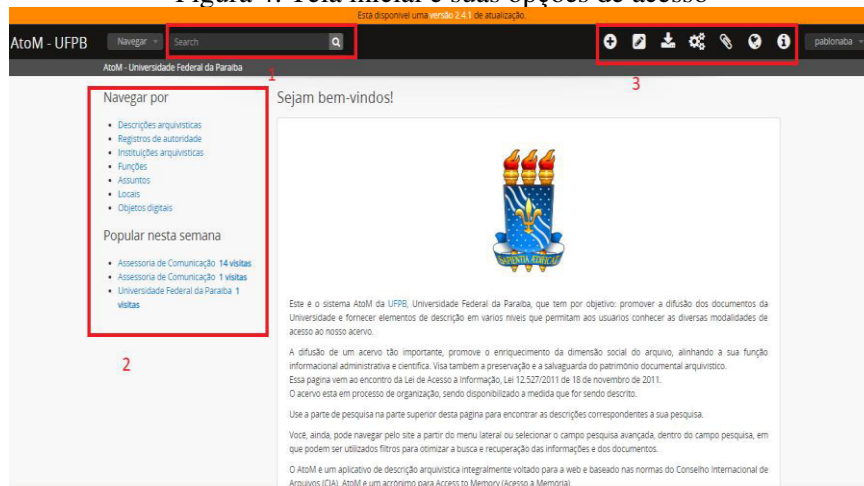 Figura 4: Tela inicial e suas opções de acesso
Esta disponível uma versão 2.4.1 de atualização.
AtoM - UFPB
Navegar
Search
pablonaba
AtoM - Universidade Federal da Paraíba
1
3
Navegar por
Descrições arquivísticas
Registros de autoridade
Instituições arquivísticas
Funções
Assuntos
Locais
Objetos digitais
Popular nesta semana
Assessoria de Comunicação 14 visitas
Assessoria de Comunicação 1 visitas
Universidade Federal da Paraíba 1
visitas
2
Sejam bem-vindos!
SAPIENTIA ÆDIFICAT
Este é o sistema AtoM da UFPB, Universidade Federal da Paraíba, que tem por objetivo: promover a difusão dos documentos da
Universidade e fornecer elementos de descrição em varios niveis que permitam aos usuarios conhecer as diversas modalidades de
acesso ao nosso acervo.
A difusão de um acervo tão importante, promove o enriquecimento da dimensão social do arquivo, alinhando a sua função
informacional administrativa e cientifica. Visa tambem a preservação e a salvaguarda do patrimônio documental arquivistico.
Essa pagina vem ao encontro da Lei de Acesso a Informação, Lei 12.527/2011 de 18 de novembro de 2011.
O acervo está em processo de organização, sendo disponibilizado a medida que for sendo descrito.
Use a parte de pesquisa na parte superior desta página para encontrar as descrições correspondentes à sua pesquisa.
Você, ainda, pode navegar pelo site a partir do menu lateral ou selecionar o campo pesquisa avançada, dentro do campo pesquisa, em
que podem ser utilizados filtros para otimizar a busca e recuperação das informações e dos documentos.
O AtoM é um aplicativo de descrição arquivística integralmente voltado para a web e baseado nas normas do Conselho Internacional de
Arquivos (CIA). AtoM é um acrônimo para Access to Memory (Acesso à Memória).